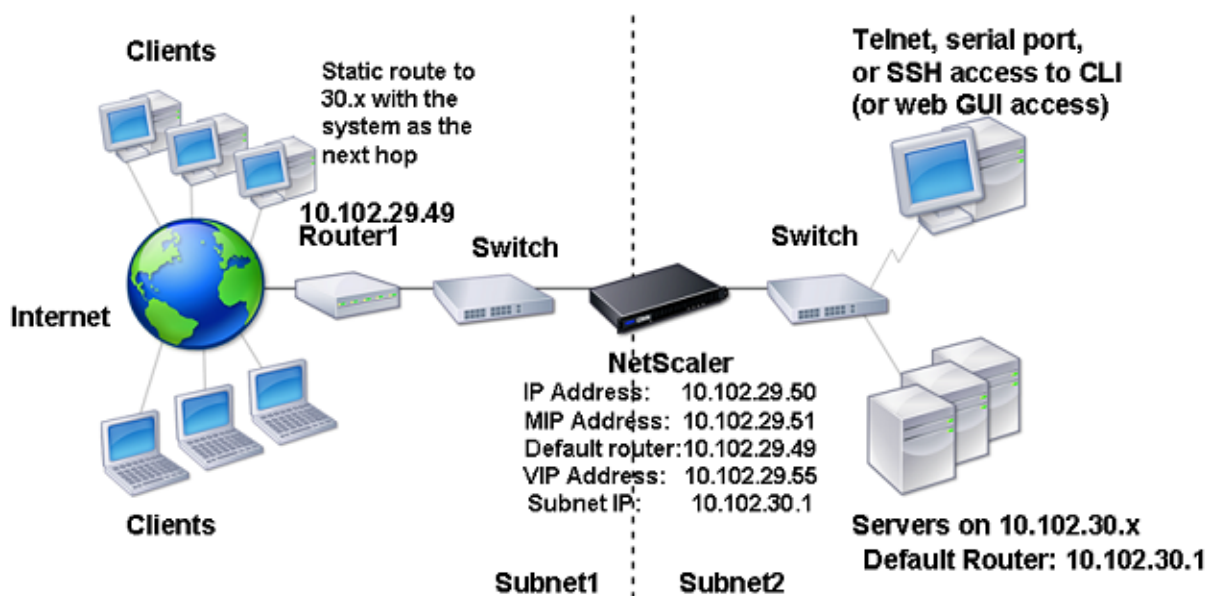 Clients
Static route to
30.x with the
system as the
next hop
10.102.29.49
Router1
Switch
Internet
Clients
NetScaler
IP Address: 10.102.29.50
MIP Address: 10.102.29.51
Default router:10.102.29.49
VIP Address: 10.102.29.55
Subnet IP: 10.102.30.1
Subnet1
Subnet2
Telnet, serial port,
or SSH access to CLI
(or web GUI access)
Switch
Servers on 10.102.30.x
Default Router: 10.102.30.1